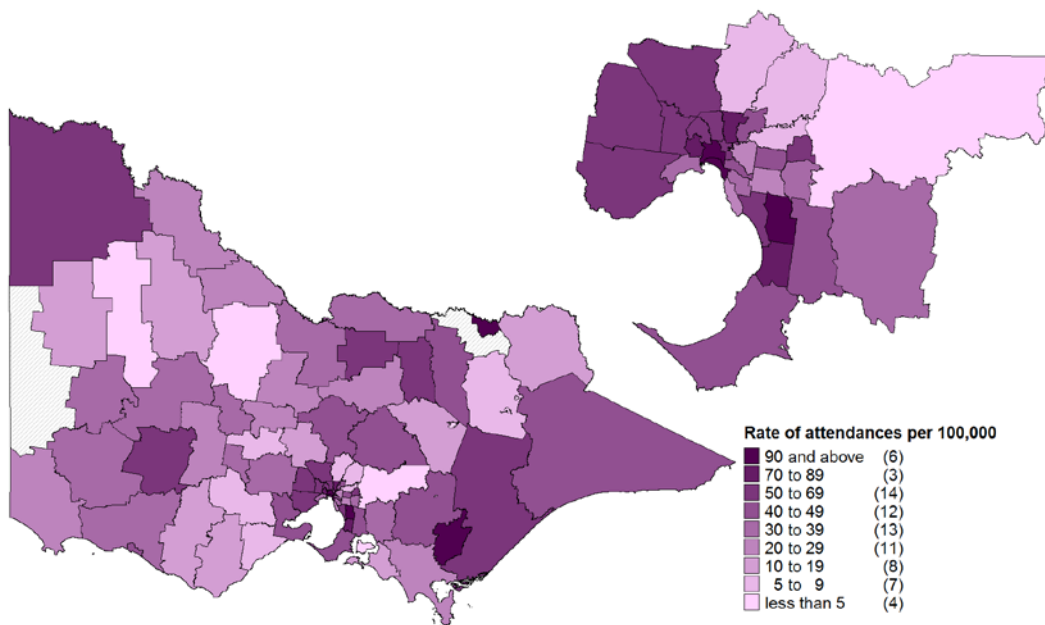 Rate of attendances per 100,000
90 and above (6)
70 to 89 (3)
50 to 69 (14)
40 to 49 (12)
30 to 39 (13)
20 to 29 (11)
10 to 19 (8)
5 to 9 (7)
less than 5 (4)